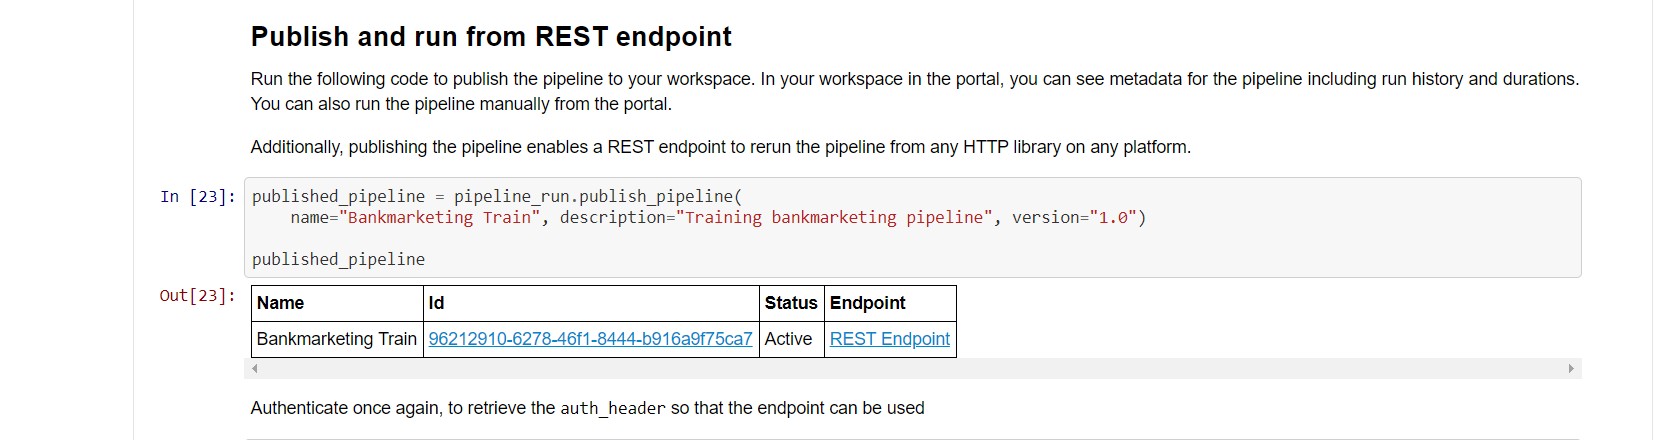 Publish and run from REST endpoint
Run the following code to publish the pipeline to your workspace. In your workspace in the portal, you can see metadata for the pipeline including run history and durations.
You can also run the pipeline manually from the portal.
Additionally, publishing the pipeline enables a REST endpoint to rerun the pipeline from any HTTP library on any platform.
In [23]: published_pipeline = pipeline_run.publish_pipeline(
    name="Bankmarketing Train", description="Training bankmarketing pipeline", version="1.0")
published_pipeline
Out[23]:
Name Id Status Endpoint
Bankmarketing Train 96212910-6278-46f1-8444-b916a9f75ca7 Active REST Endpoint
Authenticate once again, to retrieve the auth_header so that the endpoint can be used